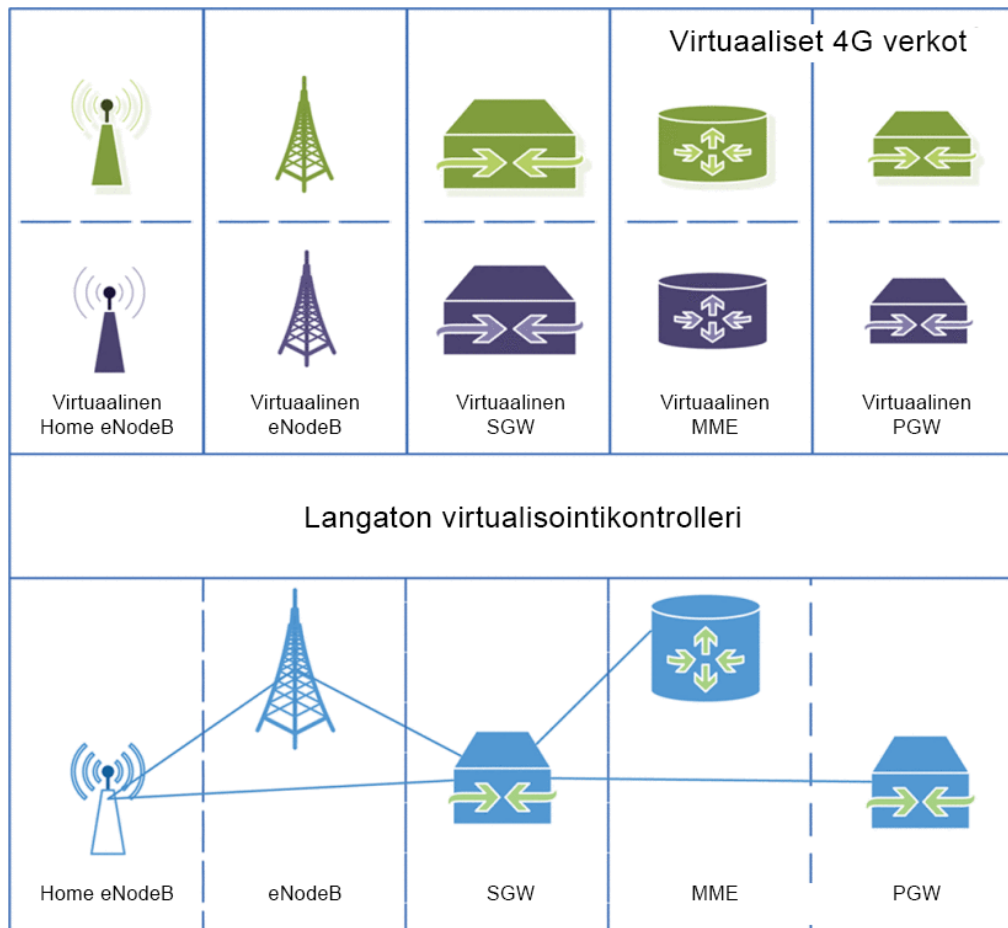 Virtuaaliset 4G verkot
Virtuaalinen
Home eNodeB
Virtuaalinen
eNodeB
Virtuaalinen
SGW
Virtuaalinen
MME
Virtuaalinen
PGW
Langaton virtualisointikontrolleri
Home eNodeB
eNodeB
SGW
MME
PGW